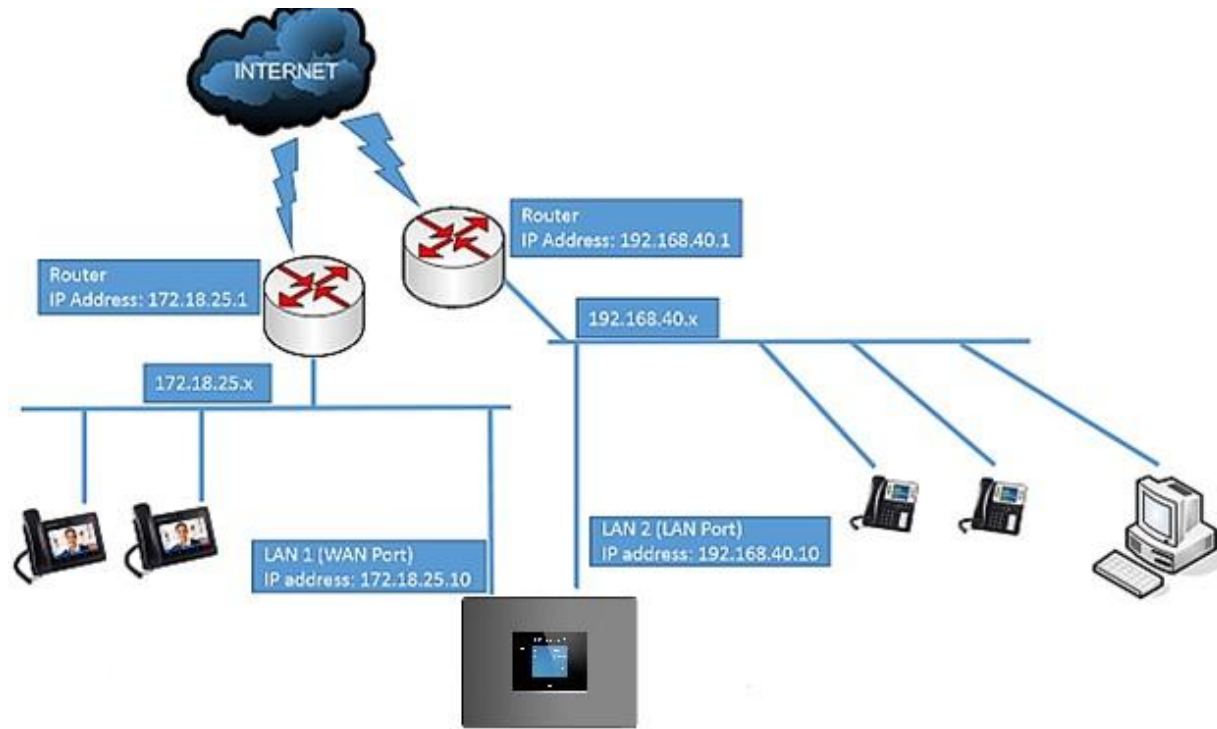 INTERNET
Router
IP Address: 192.168.40.1
Router
IP Address: 172.18.25.1
192.168.40.x
172.18.25.x
LAN 1 (WAN Port)
IP address: 172.18.25.10
LAN 2 (LAN Port)
IP address: 192.168.40.10